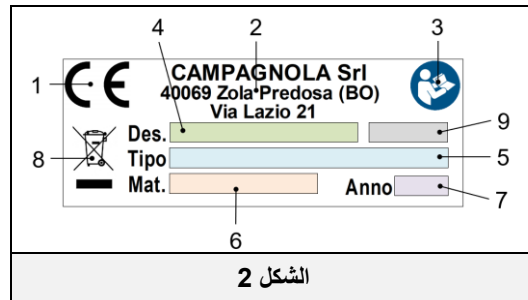 4 2 3
1 CE CAMPAGNOLA Srl
40069 Zola Predosa (BO)
Via Lazio 21
Des. 9
8 Tipo 5
Mat. Anno 7
6
الشكل 2